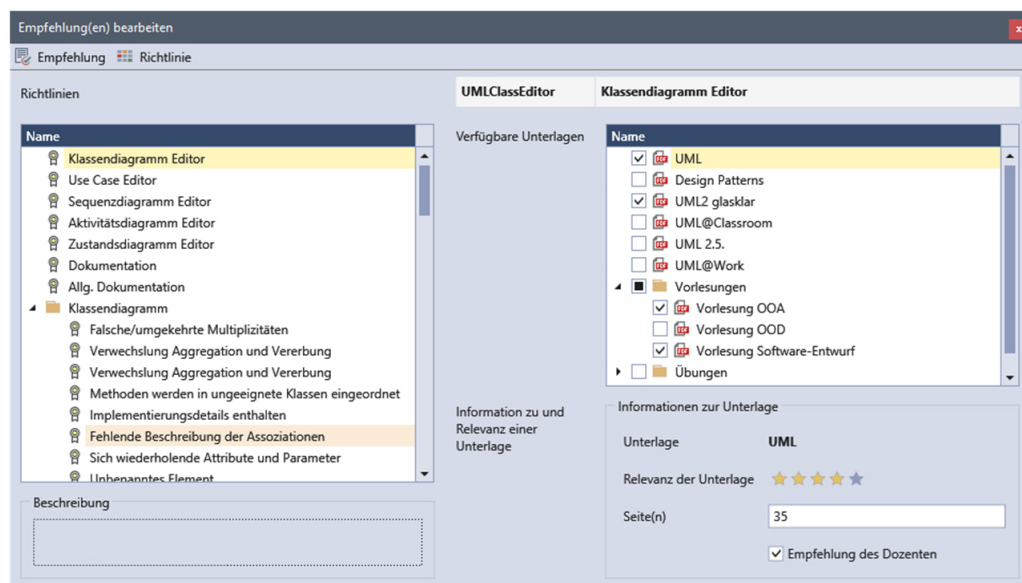 Empfehlung(en) bearbeiten
x
Empfehlung
Richtlinie
Richtlinien
UMLClassEditor
Klassendiagramm Editor
Name
Klassendiagramm Editor
Use Case Editor
Sequenzdiagramm Editor
Aktivitätsdiagramm Editor
Zustandsdiagramm Editor
Dokumentation
Allg. Dokumentation
Klassendiagramm
Falsche/umgekehrte Multiplizitäten
Verwechslung Aggregation und Vererbung
Verwechslung Aggregation und Vererbung
Methoden werden in ungeeignete Klassen eingeordnet
Implementierungsdetails enthalten
Fehlende Beschreibung der Assoziationen
Sich wiederholende Attribute und Parameter
Unbenanntes Element
Beschreibung
Verfügbare Unterlagen
Name
UML
Design Patterns
UML2 glasklar
UML@Classroom
UML 2.5.
UML@Work
Vorlesungen
Vorlesung OOA
Vorlesung OOD
Vorlesung Software-Entwurf
Übungen
Information zu und
Relevanz einer
Unterlage
Informationen zur Unterlage
Unterlage
UML
Relevanz der Unterlage
Seite(n)
35
Empfehlung des Dozenten